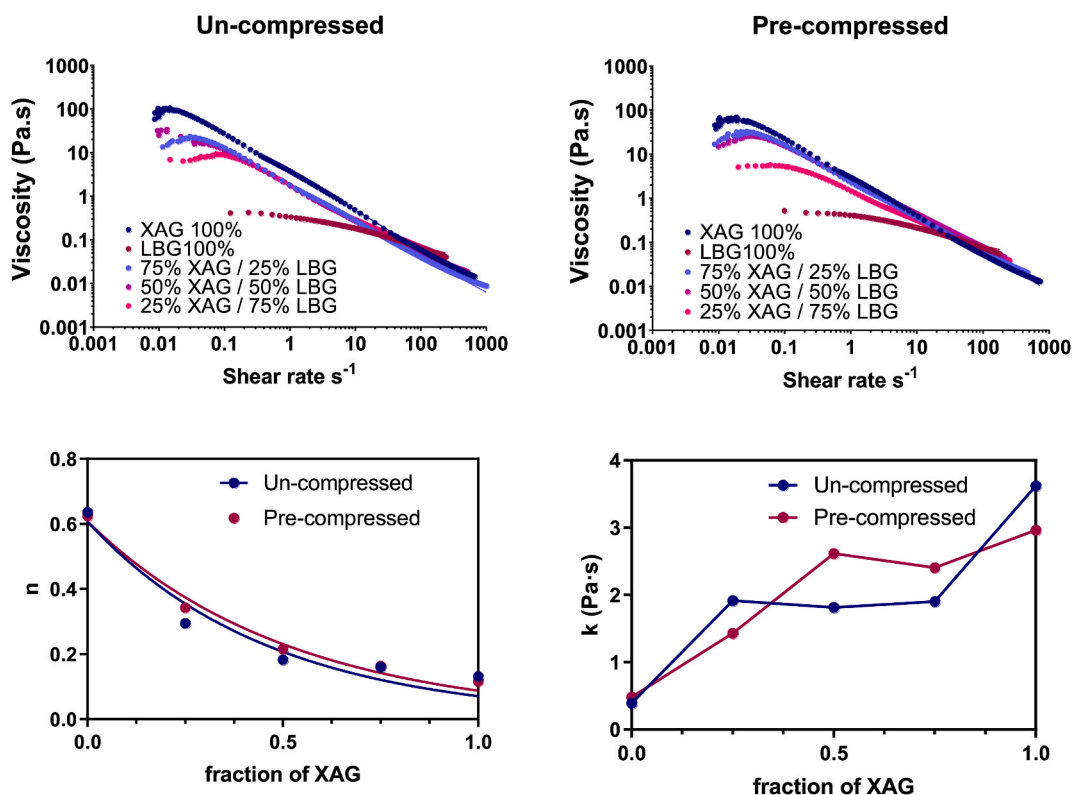 Un-compressed
Viscosity (Pa.s)
1000
100
10
1
0.1
0.01
0.001
XAG 100%
LBG100%
75% XAG / 25% LBG
50% XAG / 50% LBG
25% XAG / 75% LBG
0.001 0.01 0.1 1 10 100 1000
Shear rate s⁻¹
Pre-compressed
Viscosity (Pa.s)
1000
100
10
1
0.1
0.01
0.001
XAG 100%
LBG100%
75% XAG / 25% LBG
50% XAG / 50% LBG
25% XAG / 75% LBG
0.001 0.01 0.1 1 10 100 1000
Shear rate s⁻¹
n
0.8
0.6
0.4
0.2
0.0
Un-compressed
Pre-compressed
0.0 0.5 1.0
fraction of XAG
k (Pa·s)
4
3
2
1
0
Un-compressed
Pre-compressed
0.0 0.5 1.0
fraction of XAG